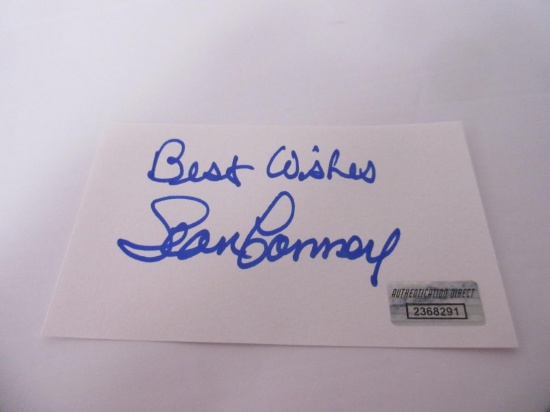 Best Wishes
Sean Connery
AUTHENTICATION DIRECT
2368291